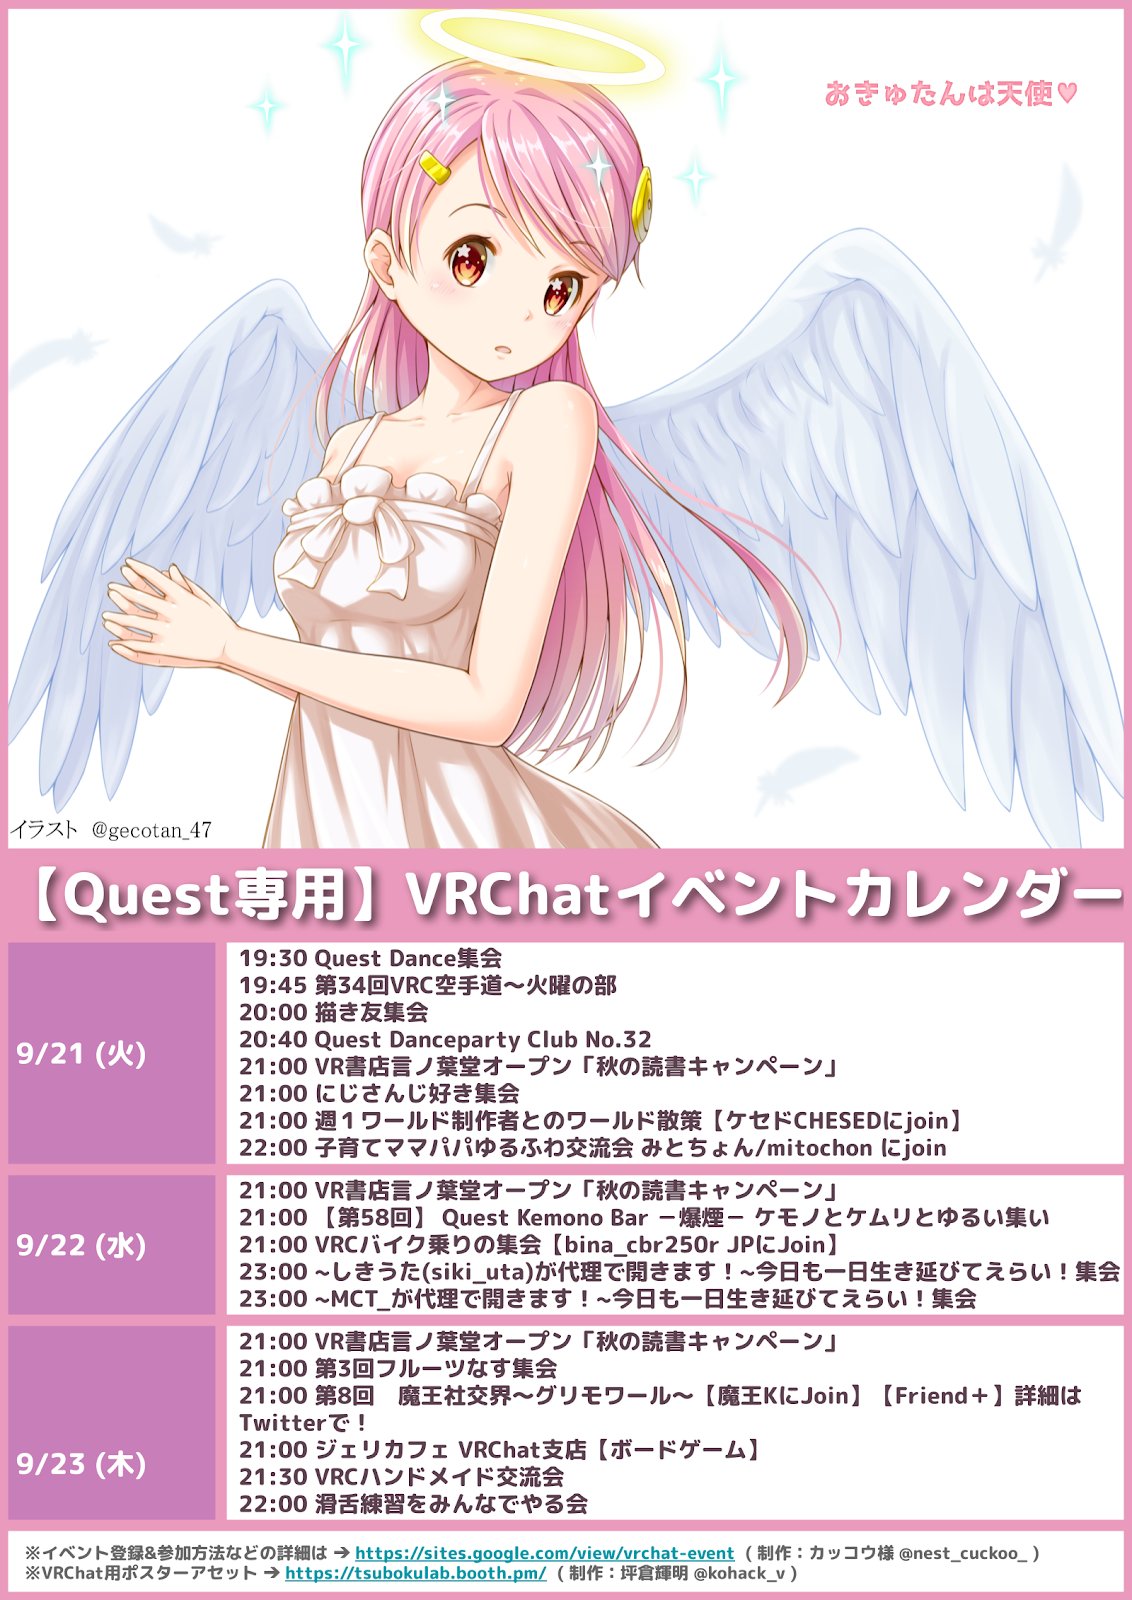 おきゅたんは天使♥
イラスト @gecotan_47
【Quest専用】VRChatイベントカレンダー
9/21 (火)
19:30 Quest Dance集会
19:45 第34回VRC空手道～火曜の部
20:00 描き友集会
20:40 Quest Danceparty Club No.32
21:00 VR書店言ノ葉堂オープン「秋の読書キャンペーン」
21:00 にじさんじ好き集会
21:00 週１ワールド制作者とのワールド散策【ケセドCHESEDにjoin】
22:00 子育てママパパゆるふわ交流会 みとちょん/mitochon にjoin
9/22 (水)
21:00 VR書店言ノ葉堂オープン「秋の読書キャンペーン」
21:00 【第58回】 Quest Kemono Bar －爆煙－ ケモノとケムリとゆるい集い
21:00 VRCバイク乗りの集会【bina_cbr250r JPにJoin】
23:00 ~しきうた(siki_uta)が代理で開きます！~今日も一日生き延びてえらい！集会
23:00 ~MCT_が代理で開きます！~今日も一日生き延びてえらい！集会
9/23 (木)
21:00 VR書店言ノ葉堂オープン「秋の読書キャンペーン」
21:00 第3回フルーツなす集会
21:00 第8回　魔王社交界～グリモワール～【魔王KにJoin】【Friend＋】詳細は
Twitterで！
21:00 ジェリカフェ VRChat支店【ボードゲーム】
21:30 VRCハンドメイド交流会
22:00 滑舌練習をみんなでやる会
※イベント登録&参加方法などの詳細は → https://sites.google.com/view/vrchat-event （制作：カッコウ様 @nest_cuckoo_）
※VRChat用ポスターアセット → https://tsubokulab.booth.pm/ （制作：坪倉輝明 @kohack_v）